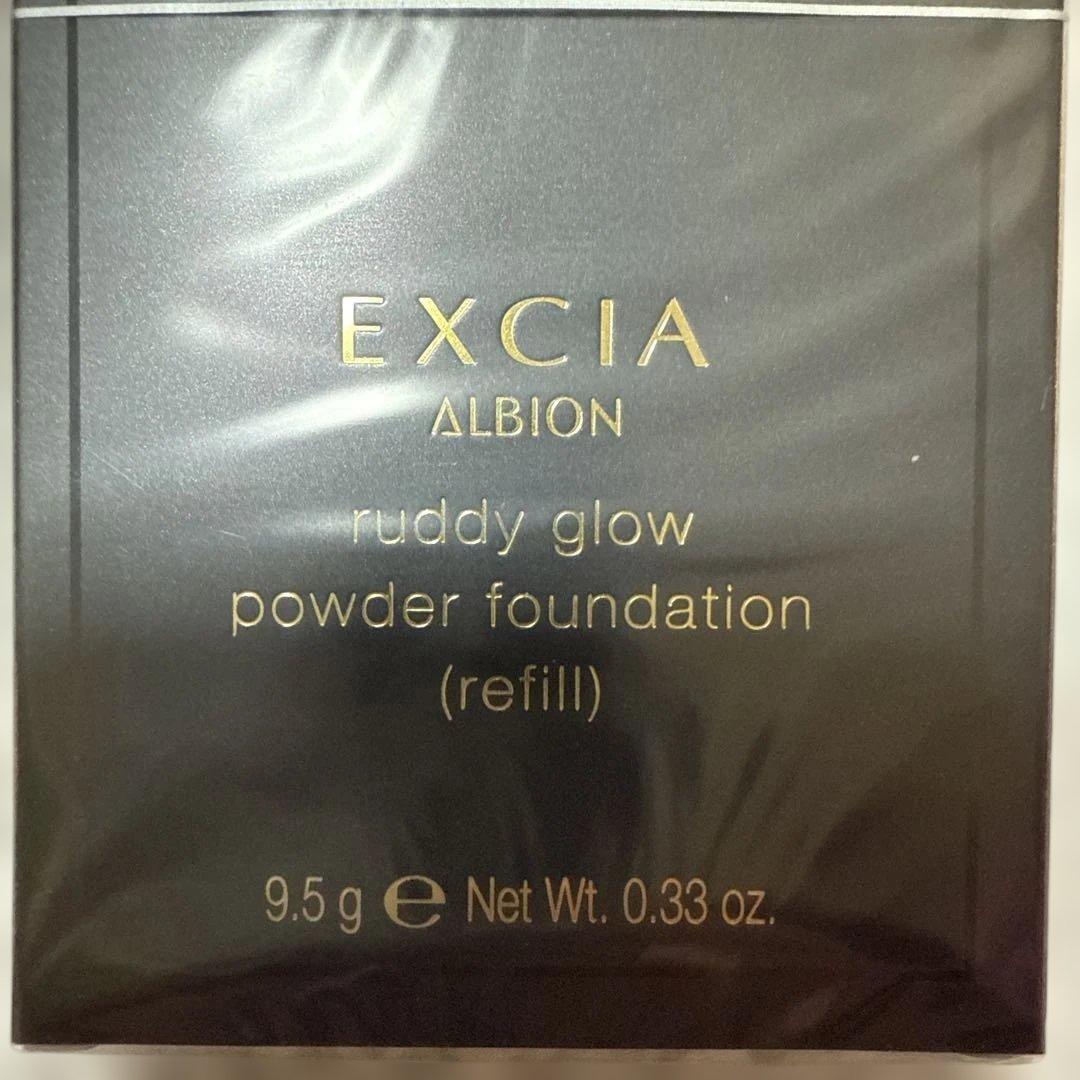 EXCIA
ALBION
ruddy glow
powder foundation
(refill)
9.5 g ℮ Net Wt. 0.33 oz.